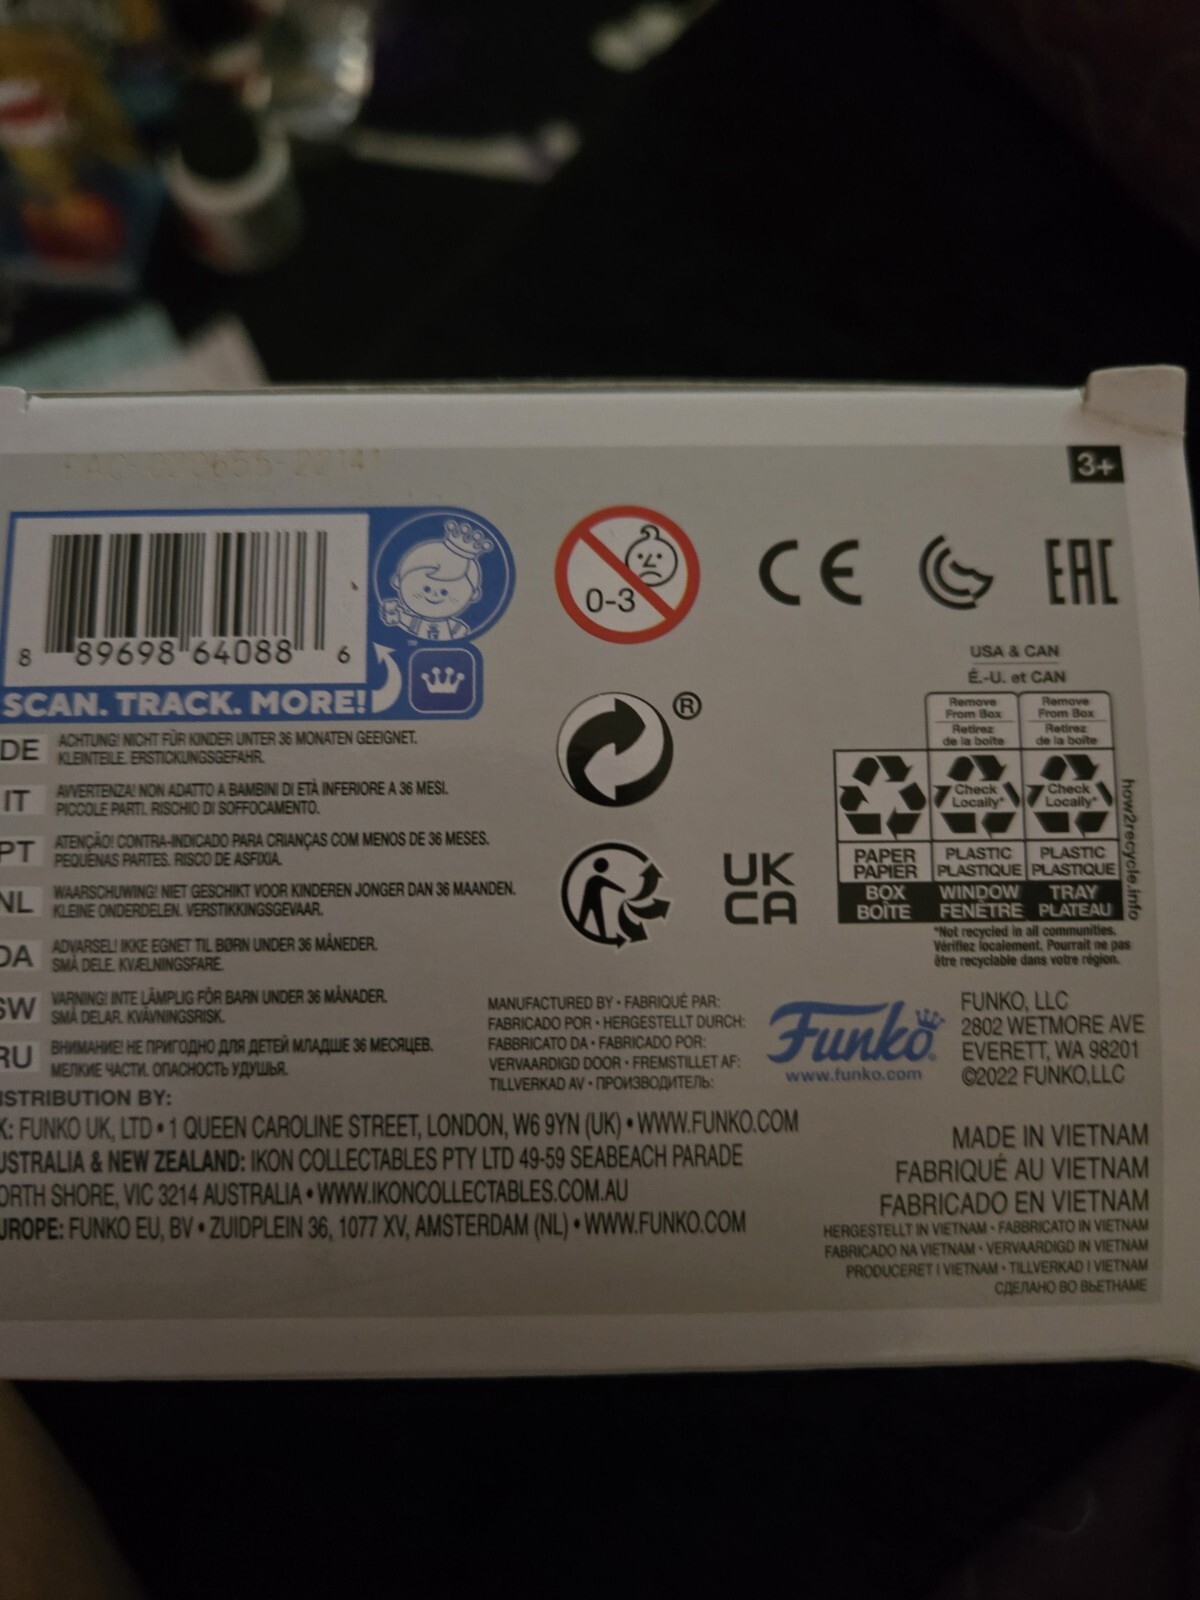 22141
3+
0-3
CE
EAC
8 89698 64088 6
™
SCAN. TRACK. MORE!
DE ACHTUNG! NICHT FÜR KINDER UNTER 36 MONATEN GEEIGNET.
KLEINTEILE. ERSTICKUNGSGEFAHR.
IT AVVERTENZA! NON ADATTO A BAMBINI DI ETÀ INFERIORE A 36 MESI.
PICCOLE PARTI. RISCHIO DI SOFFOCAMENTO.
PT ATENÇÃO! CONTRA-INDICADO PARA CRIANÇAS COM MENOS DE 36 MESES.
PEQUENAS PARTES. RISCO DE ASFIXIA.
NL WAARSCHUWING! NIET GESCHIKT VOOR KINDEREN JONGER DAN 36 MAANDEN.
KLEINE ONDERDELEN. VERSTIKKINGSGEVAAR.
DA ADVARSEL! IKKE EGNET TIL BØRN UNDER 36 MÅNEDER.
SMÅ DELE. KVÆLNINGSFARE.
SW VARNING! INTE LÄMPLIG FÖR BARN UNDER 36 MÅNADER.
SMÅ DELAR. KVÄVNINGSRISK.
RU ВНИМАНИЕ! НЕ ПРИГОДНО ДЛЯ ДЕТЕЙ МЛАДШЕ 36 МЕСЯЦЕВ.
МЕЛКИЕ ЧАСТИ. ОПАСНОСТЬ УДУШЬЯ.
®
UK
CA
USA & CAN
É.-U. et CAN
Remove
From Box
Retirez
de la boîte
Remove
From Box
Retirez
de la boîte
Check
Locally*
Check
Locally*
PAPER
PAPIER
PLASTIC
PLASTIQUE
PLASTIC
PLASTIQUE
BOX
BOÎTE
WINDOW
FENÊTRE
TRAY
PLATEAU
how2recycle.info
*Not recycled in all communities.
Vérifiez localement. Pourrait ne pas
être recyclable dans votre région.
MANUFACTURED BY • FABRIQUÉ PAR:
FABRICADO POR • HERGESTELLT DURCH:
FABBRICATO DA • FABRICADO POR:
VERVAARDIGD DOOR • FREMSTILLET AF:
TILLVERKAD AV • ПРОИЗВОДИТЕЛЬ:
Funko®
www.funko.com
FUNKO, LLC
2802 WETMORE AVE
EVERETT, WA 98201
©2022 FUNKO,LLC
ISTRIBUTION BY:
K: FUNKO UK, LTD • 1 QUEEN CAROLINE STREET, LONDON, W6 9YN (UK) • WWW.FUNKO.COM
USTRALIA & NEW ZEALAND: IKON COLLECTABLES PTY LTD 49-59 SEABEACH PARADE
ORTH SHORE, VIC 3214 AUSTRALIA • WWW.IKONCOLLECTABLES.COM.AU
UROPE: FUNKO EU, BV • ZUIDPLEIN 36, 1077 XV, AMSTERDAM (NL) • WWW.FUNKO.COM
MADE IN VIETNAM
FABRIQUÉ AU VIETNAM
FABRICADO EN VIETNAM
HERGESTELLT IN VIETNAM • FABBRICATO IN VIETNAM
FABRICADO NA VIETNAM • VERVAARDIGD IN VIETNAM
PRODUCERET I VIETNAM • TILLVERKAD I VIETNAM
СДЕЛАНО ВО ВЬЕТНАМЕ